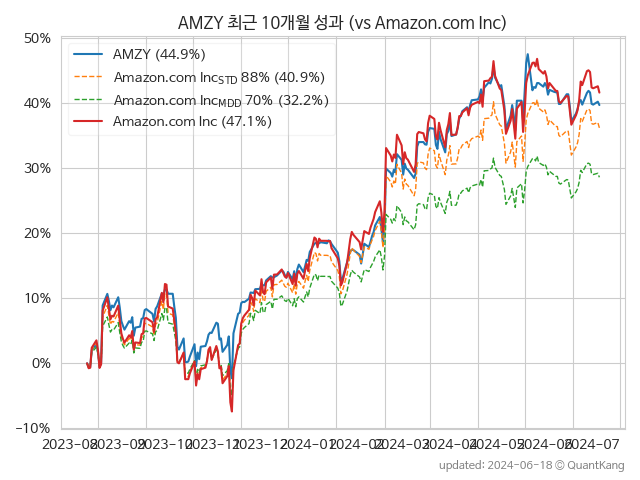 AMZY 최근 10개월 성과 (vs Amazon.com Inc)
AMZY (44.9%)
Amazon.com IncSTD 88% (40.9%)
Amazon.com IncMDD 70% (32.2%)
Amazon.com Inc (47.1%)
50%
40%
30%
20%
10%
0%
−10%
2023-08 2023-09 2023-10 2023-11 2023-12 2024-01 2024-02 2024-03 2024-04 2024-05 2024-06 2024-07
updated: 2024-06-18 © QuantKang